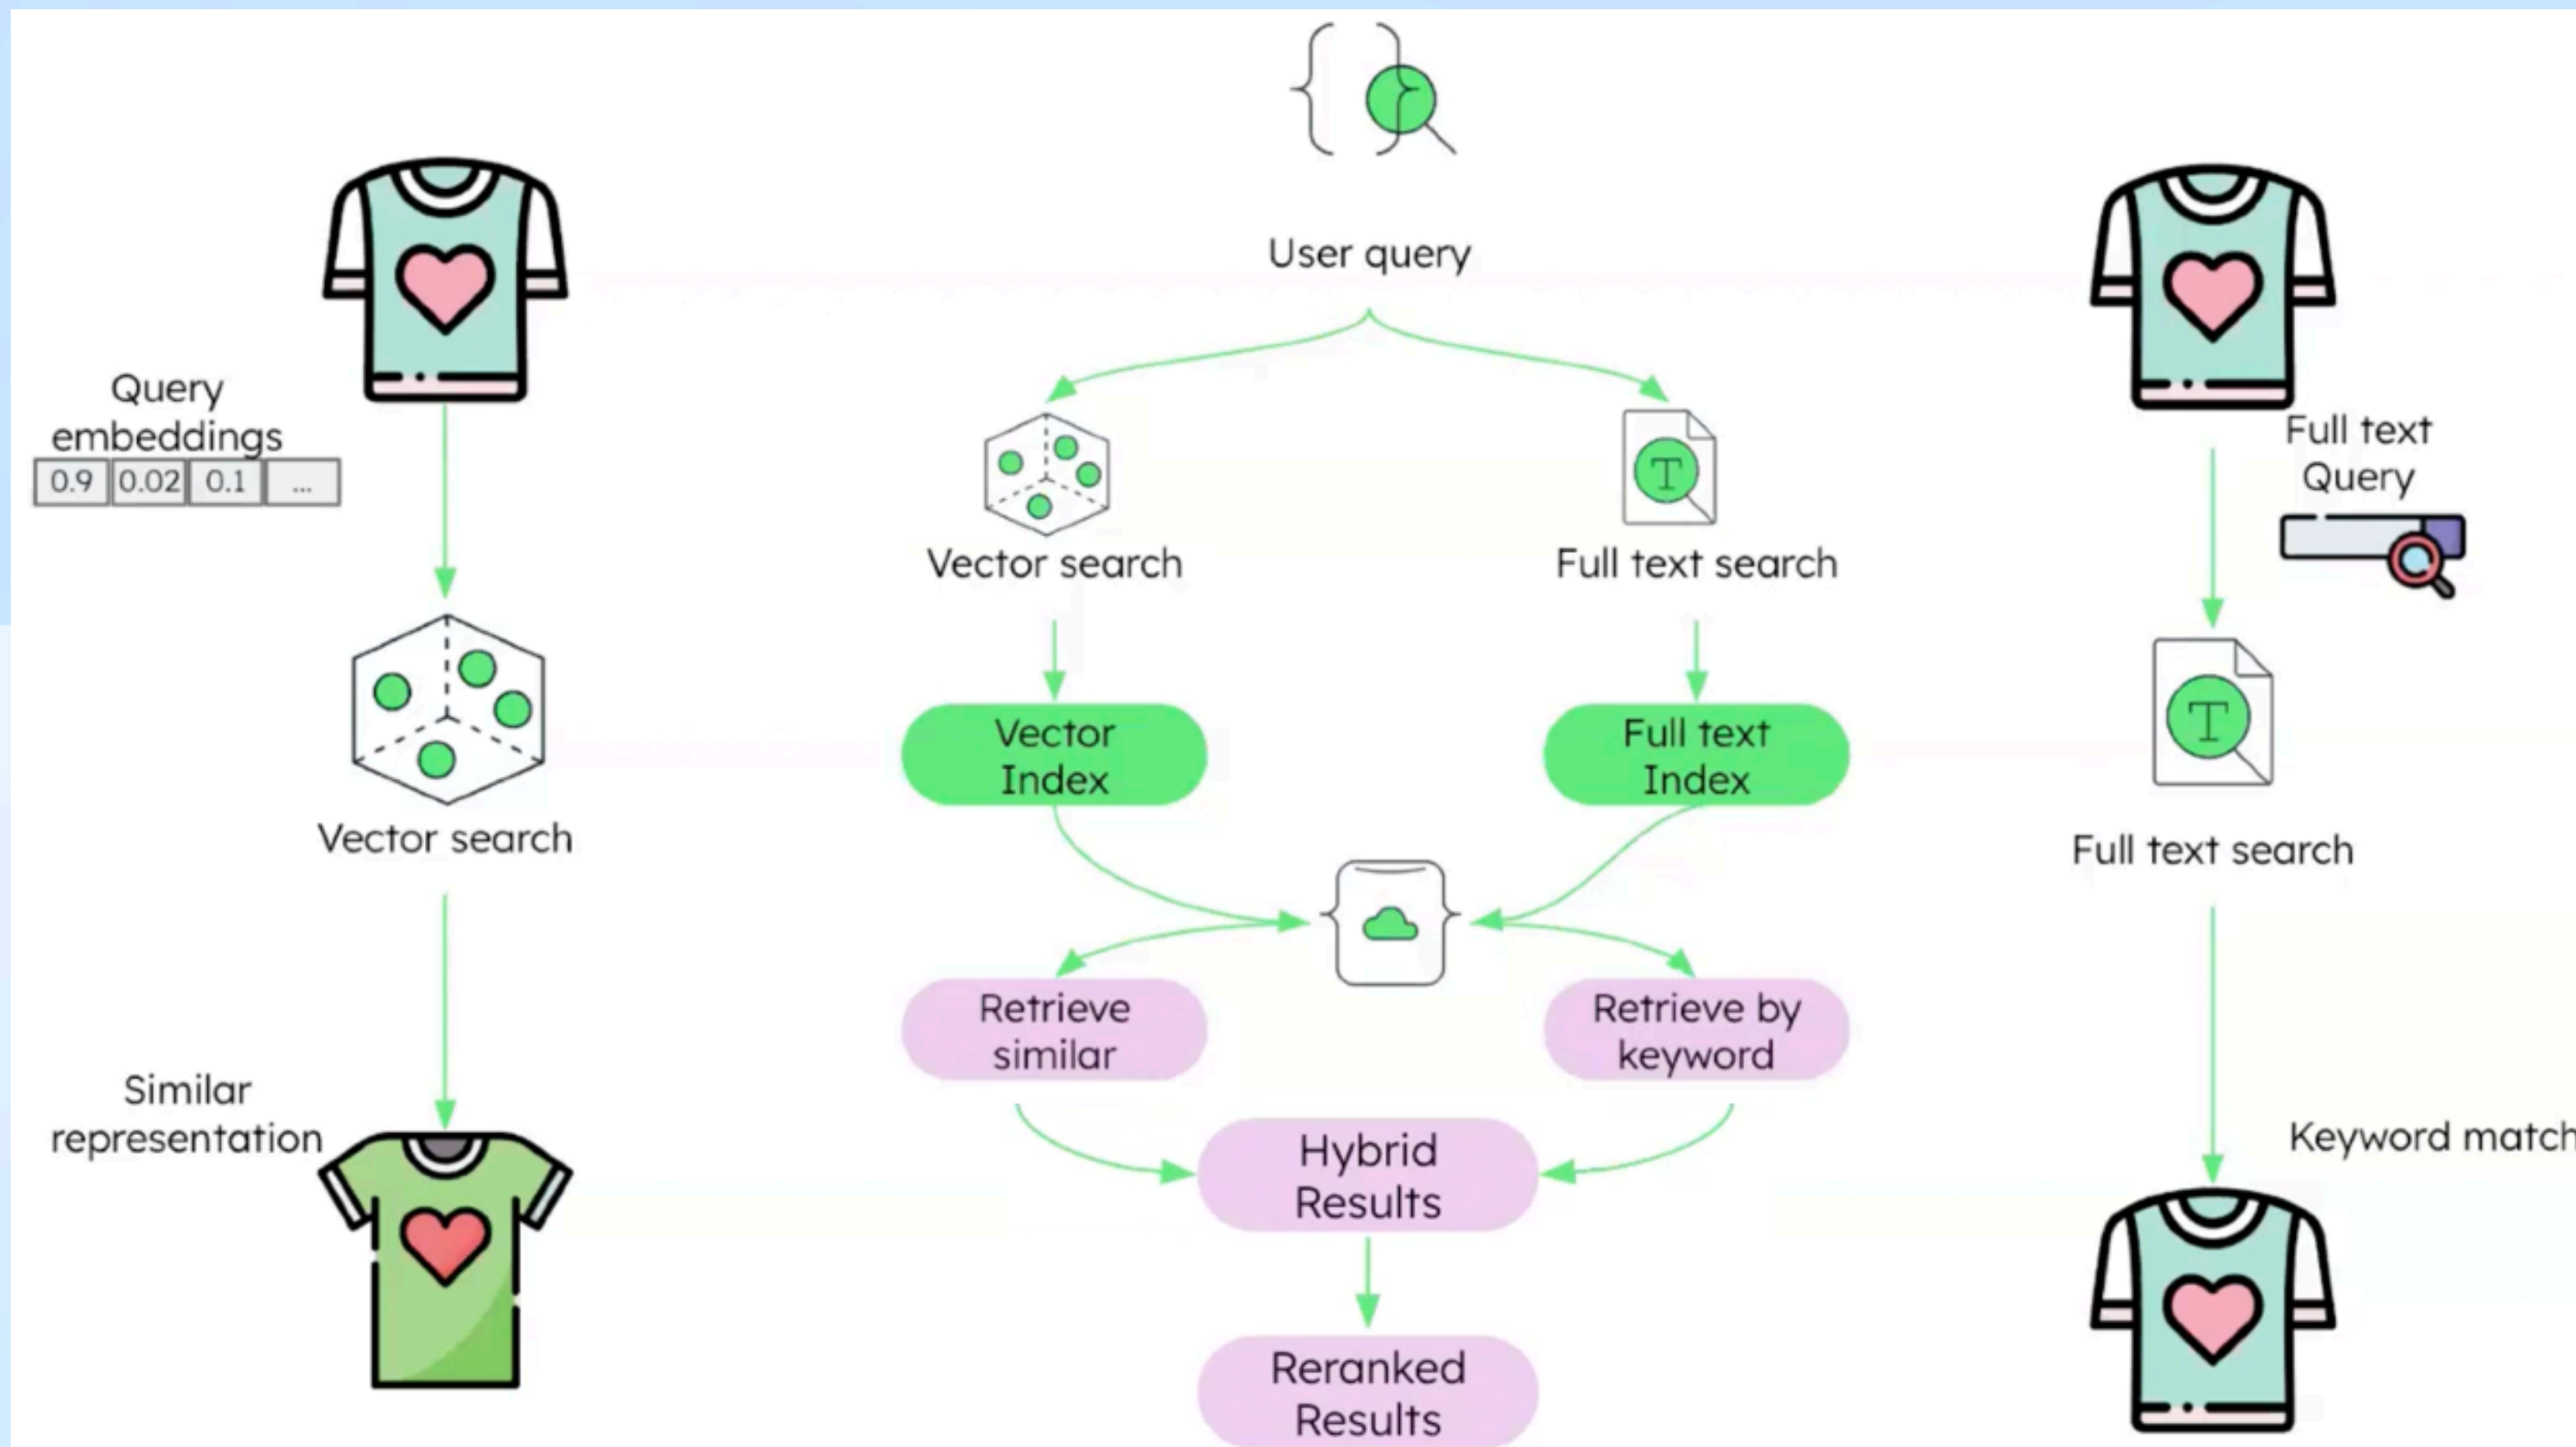 User query
Query
embeddings
0.9 0.02 0.1 ...
Full text
Query
Vector search
Full text search
T
Vector
Index
Full text
Index
T
Vector search
Full text search
Retrieve
similar
Retrieve by
keyword
Similar
representation
Keyword match
Hybrid
Results
Reranked
Results